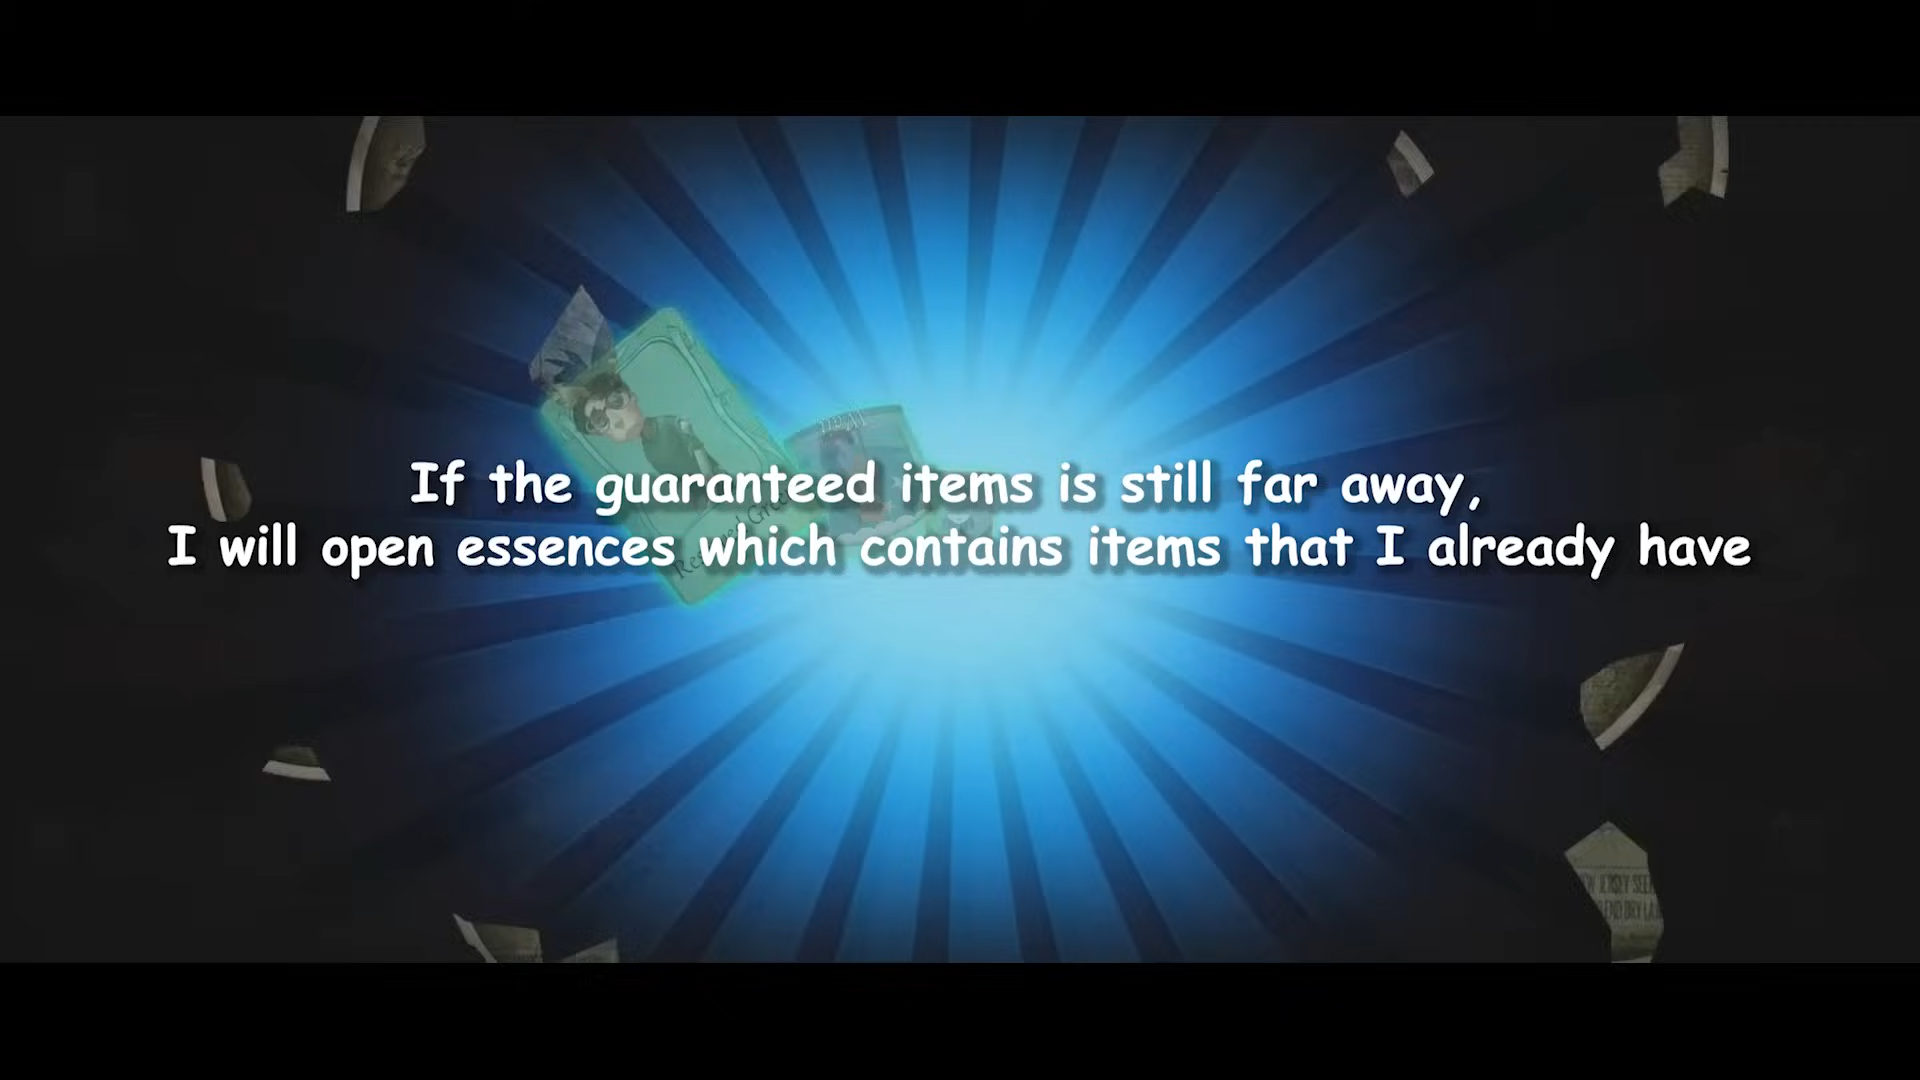 If the guaranteed items is still far away,
I will open essences which contains items that I already have